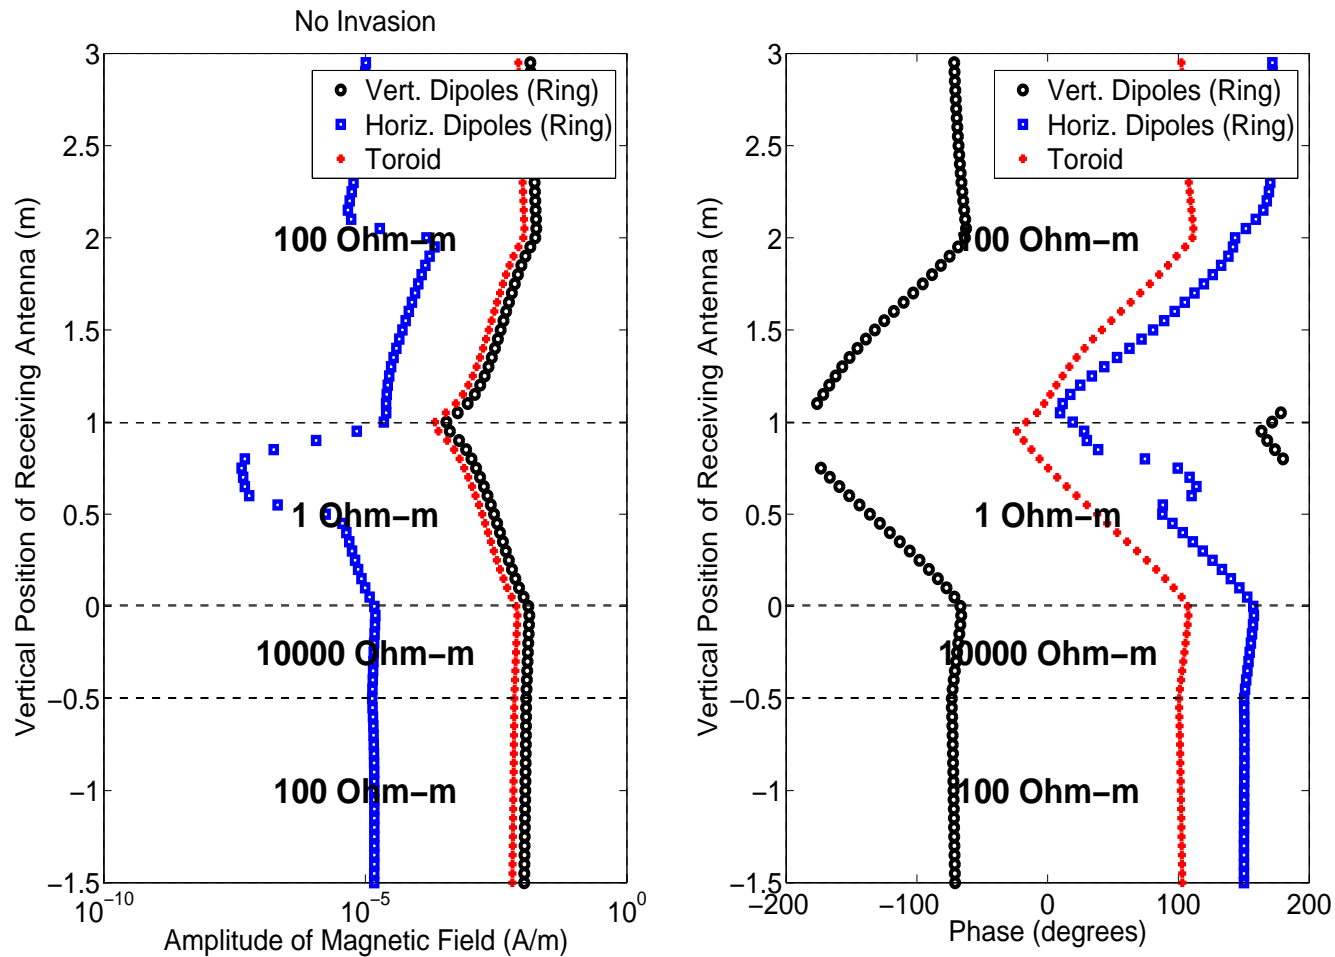 No Invasion
Vertical Position of Receiving Antenna (m)
3
2.5
2
1.5
1
0.5
0
−0.5
−1
−1.5
Vert. Dipoles (Ring)
Horiz. Dipoles (Ring)
Toroid
100 Ohm−m
1 Ohm−m
10000 Ohm−m
100 Ohm−m
10^−10
10^−5
10^0
Amplitude of Magnetic Field (A/m)
Vertical Position of Receiving Antenna (m)
3
2.5
2
1.5
1
0.5
0
−0.5
−1
−1.5
Vert. Dipoles (Ring)
Horiz. Dipoles (Ring)
Toroid
100 Ohm−m
1 Ohm−m
10000 Ohm−m
100 Ohm−m
−200
−100
0
100
200
Phase (degrees)